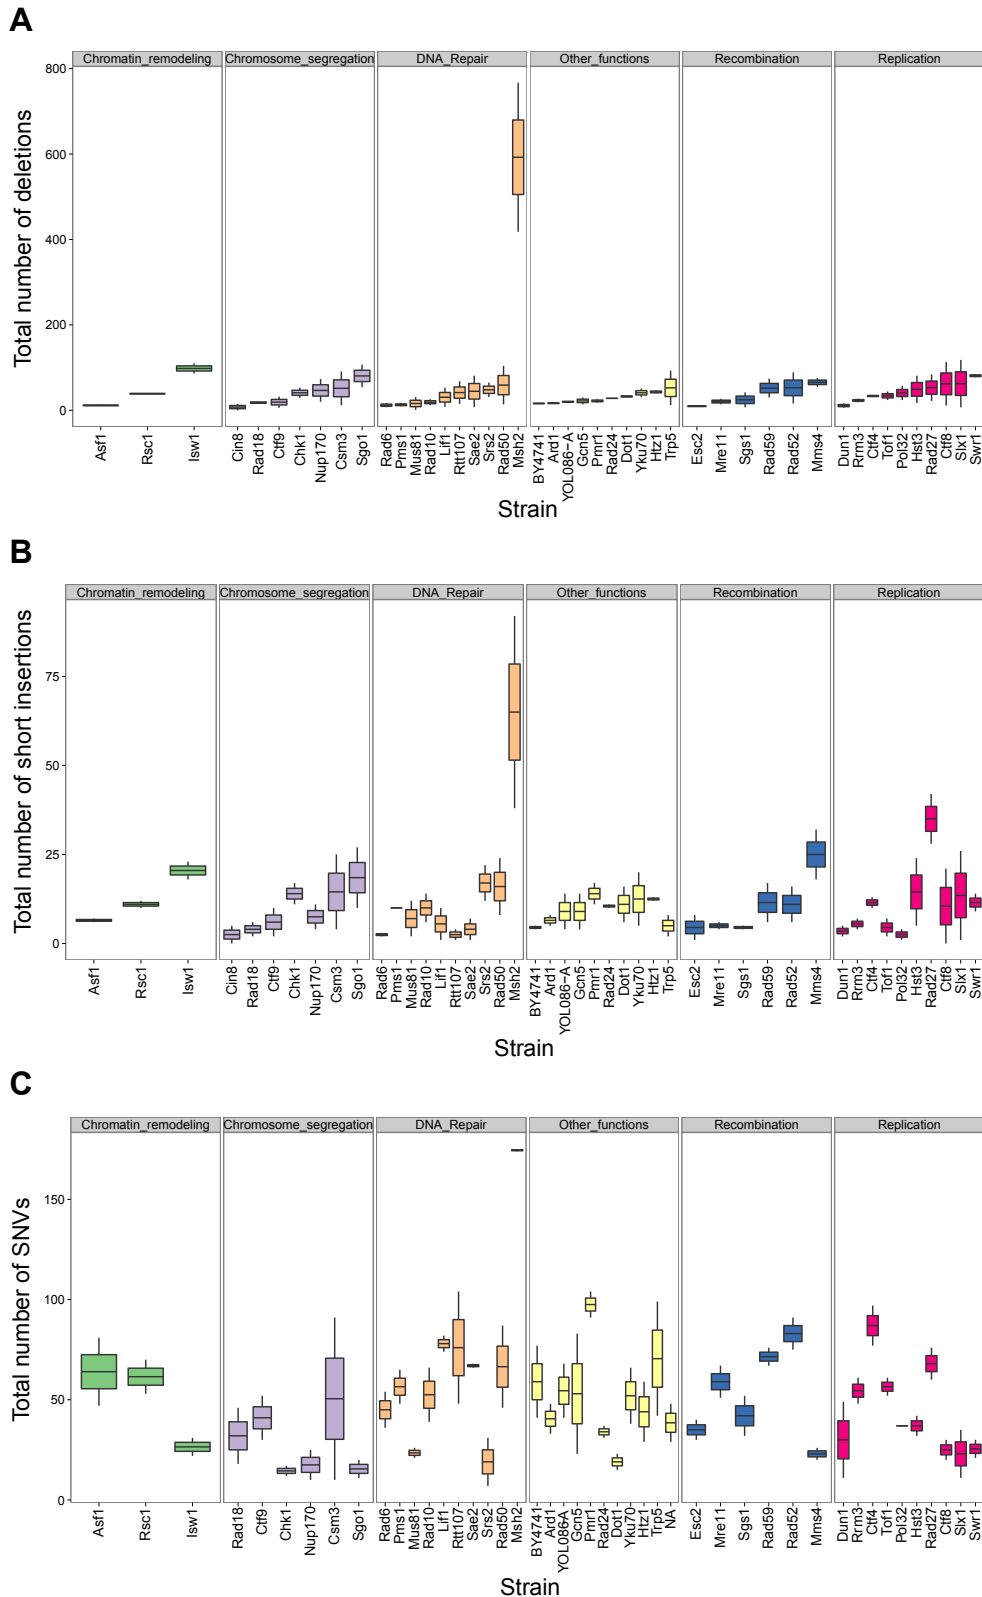 A
Chromatin_remodeling Chromosome_segregation DNA_Repair Other_functions Recombination Replication
Total number of deletions
800
600
400
200
0
Asf1 Rsc1 Isw1 Cin8 Rad18 Ctf9 Chk1 Nup170 Csm3 Sgo1 Rad6 Pms1 Mus81 Rad10 Lif1 Rtt107 Sae2 Srs2 Rad50 Msh2 BY4741 Ard1 YOL086-A Gcn5 Pmr1 Rad24 Dot1 Yku70 Htz1 Trp5 Esc2 Mre11 Sgs1 Rad59 Rad52 Mms4 Dun1 Rrm3 Ctf4 Tof1 Pol32 Hst3 Rad27 Ctf8 Slx1 Swr1
Strain
B
Chromatin_remodeling Chromosome_segregation DNA_Repair Other_functions Recombination Replication
Total number of short insertions
75
50
25
0
Asf1 Rsc1 Isw1 Cin8 Rad18 Ctf9 Chk1 Nup170 Csm3 Sgo1 Rad6 Pms1 Mus81 Rad10 Lif1 Rtt107 Sae2 Srs2 Rad50 Msh2 BY4741 Ard1 YOL086-A Gcn5 Pmr1 Rad24 Dot1 Yku70 Htz1 Trp5 Esc2 Mre11 Sgs1 Rad59 Rad52 Mms4 Dun1 Rrm3 Ctf4 Tof1 Pol32 Hst3 Rad27 Ctf8 Slx1 Swr1
Strain
C
Chromatin_remodeling Chromosome_segregation DNA_Repair Other_functions Recombination Replication
Total number of SNVs
150
100
50
0
Asf1 Rsc1 Isw1 Rad18 Ctf9 Chk1 Nup170 Csm3 Sgo1 Rad6 Pms1 Mus81 Rad10 Lif1 Rtt107 Sae2 Srs2 Rad50 Msh2 BY4741 Ard1 YOL086A Gcn5 Pmr1 Rad24 Dot1 Yku70 Htz1 Trp5 NA Esc2 Mre11 Sgs1 Rad59 Rad52 Mms4 Dun1 Rrm3 Ctf4 Tof1 Pol32 Hst3 Rad27 Ctf8 Slx1 Swr1
Strain